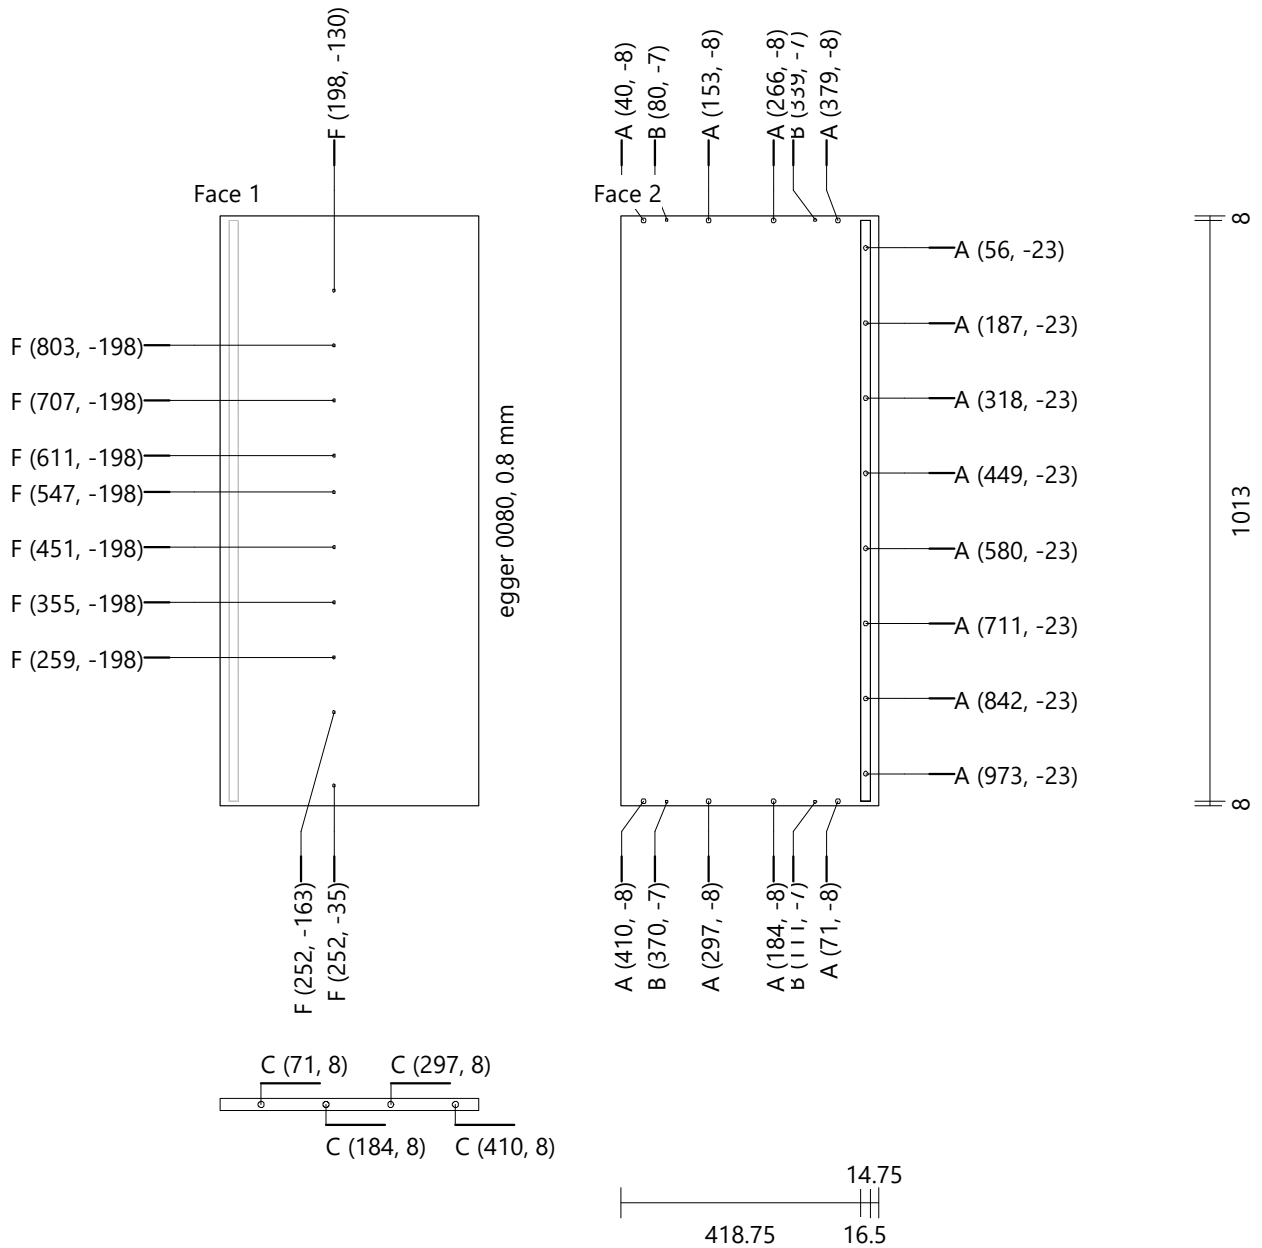 F (198, -130)
Face 1
F (803, -198)
F (707, -198)
F (611, -198)
F (547, -198)
F (451, -198)
F (355, -198)
F (259, -198)
F (252, -163)
F (252, -35)
egger 0080, 0.8 mm
A (40, -8)
B (80, -7)
A (153, -8)
A (266, -8)
B (339, -7)
A (379, -8)
Face 2
A (56, -23)
A (187, -23)
A (318, -23)
A (449, -23)
A (580, -23)
A (711, -23)
A (842, -23)
A (973, -23)
A (410, -8)
B (370, -7)
A (297, -8)
A (184, -8)
B (111, -7)
A (71, -8)
8
1013
8
C (71, 8)
C (297, 8)
C (184, 8)
C (410, 8)
14.75
418.75
16.5